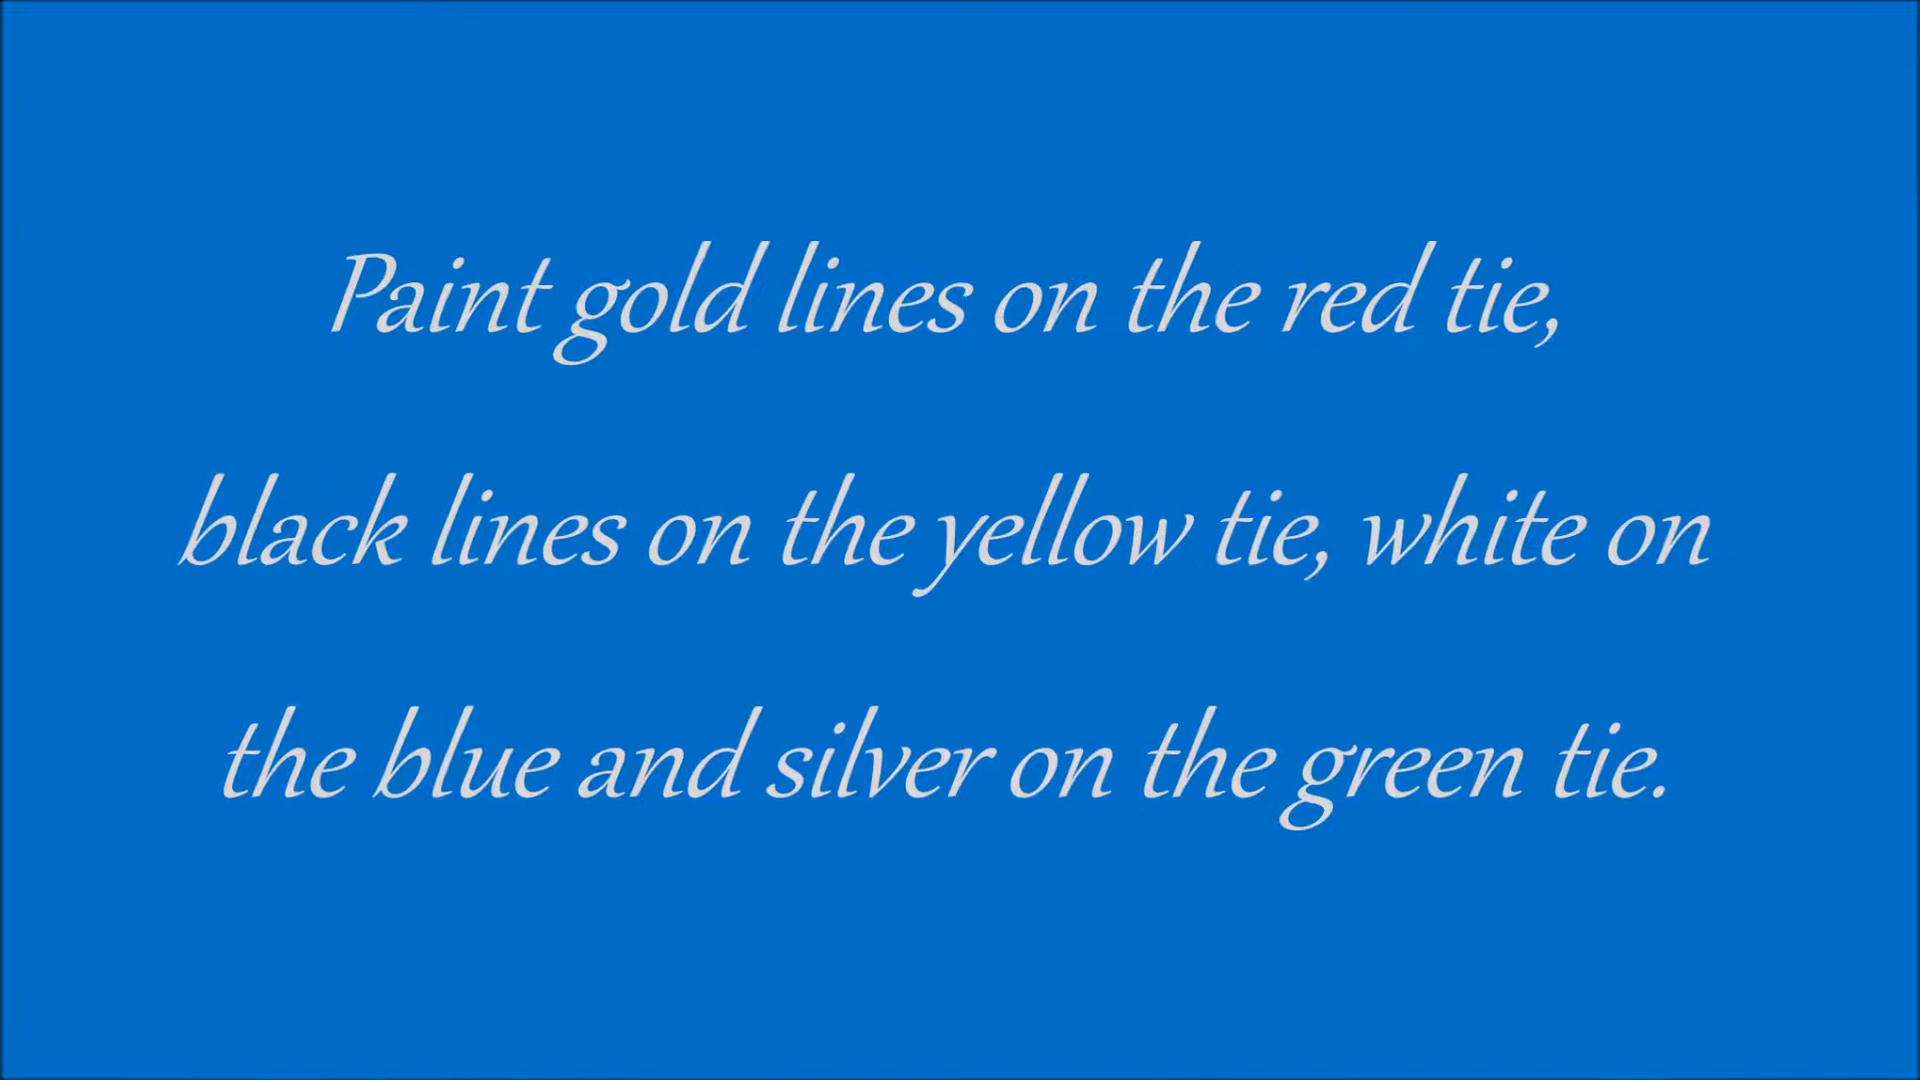 Paint gold lines on the red tie,
black lines on the yellow tie, white on
the blue and silver on the green tie.